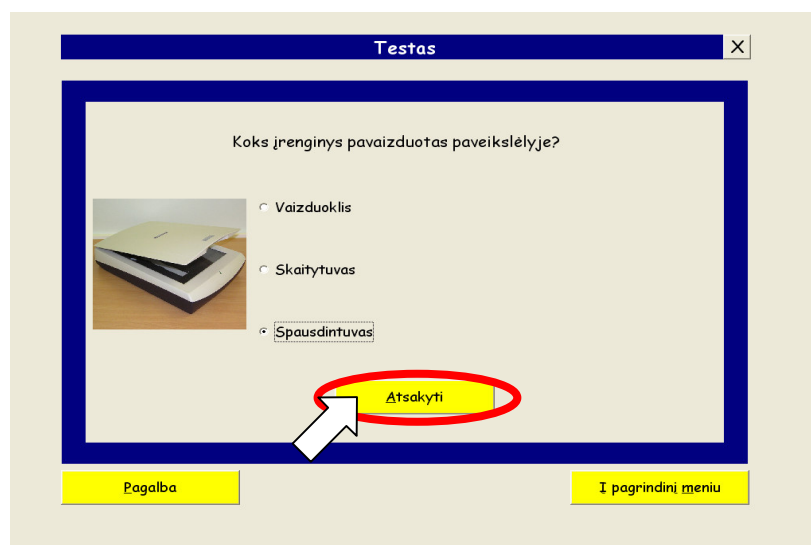 Testas
Koks įrenginys pavaizduotas paveikslėlyje?
Vaizduoklis
Skaitytuvas
Spausdintuvas
Atsakyti
Pagalba
Į pagrindinį meniu